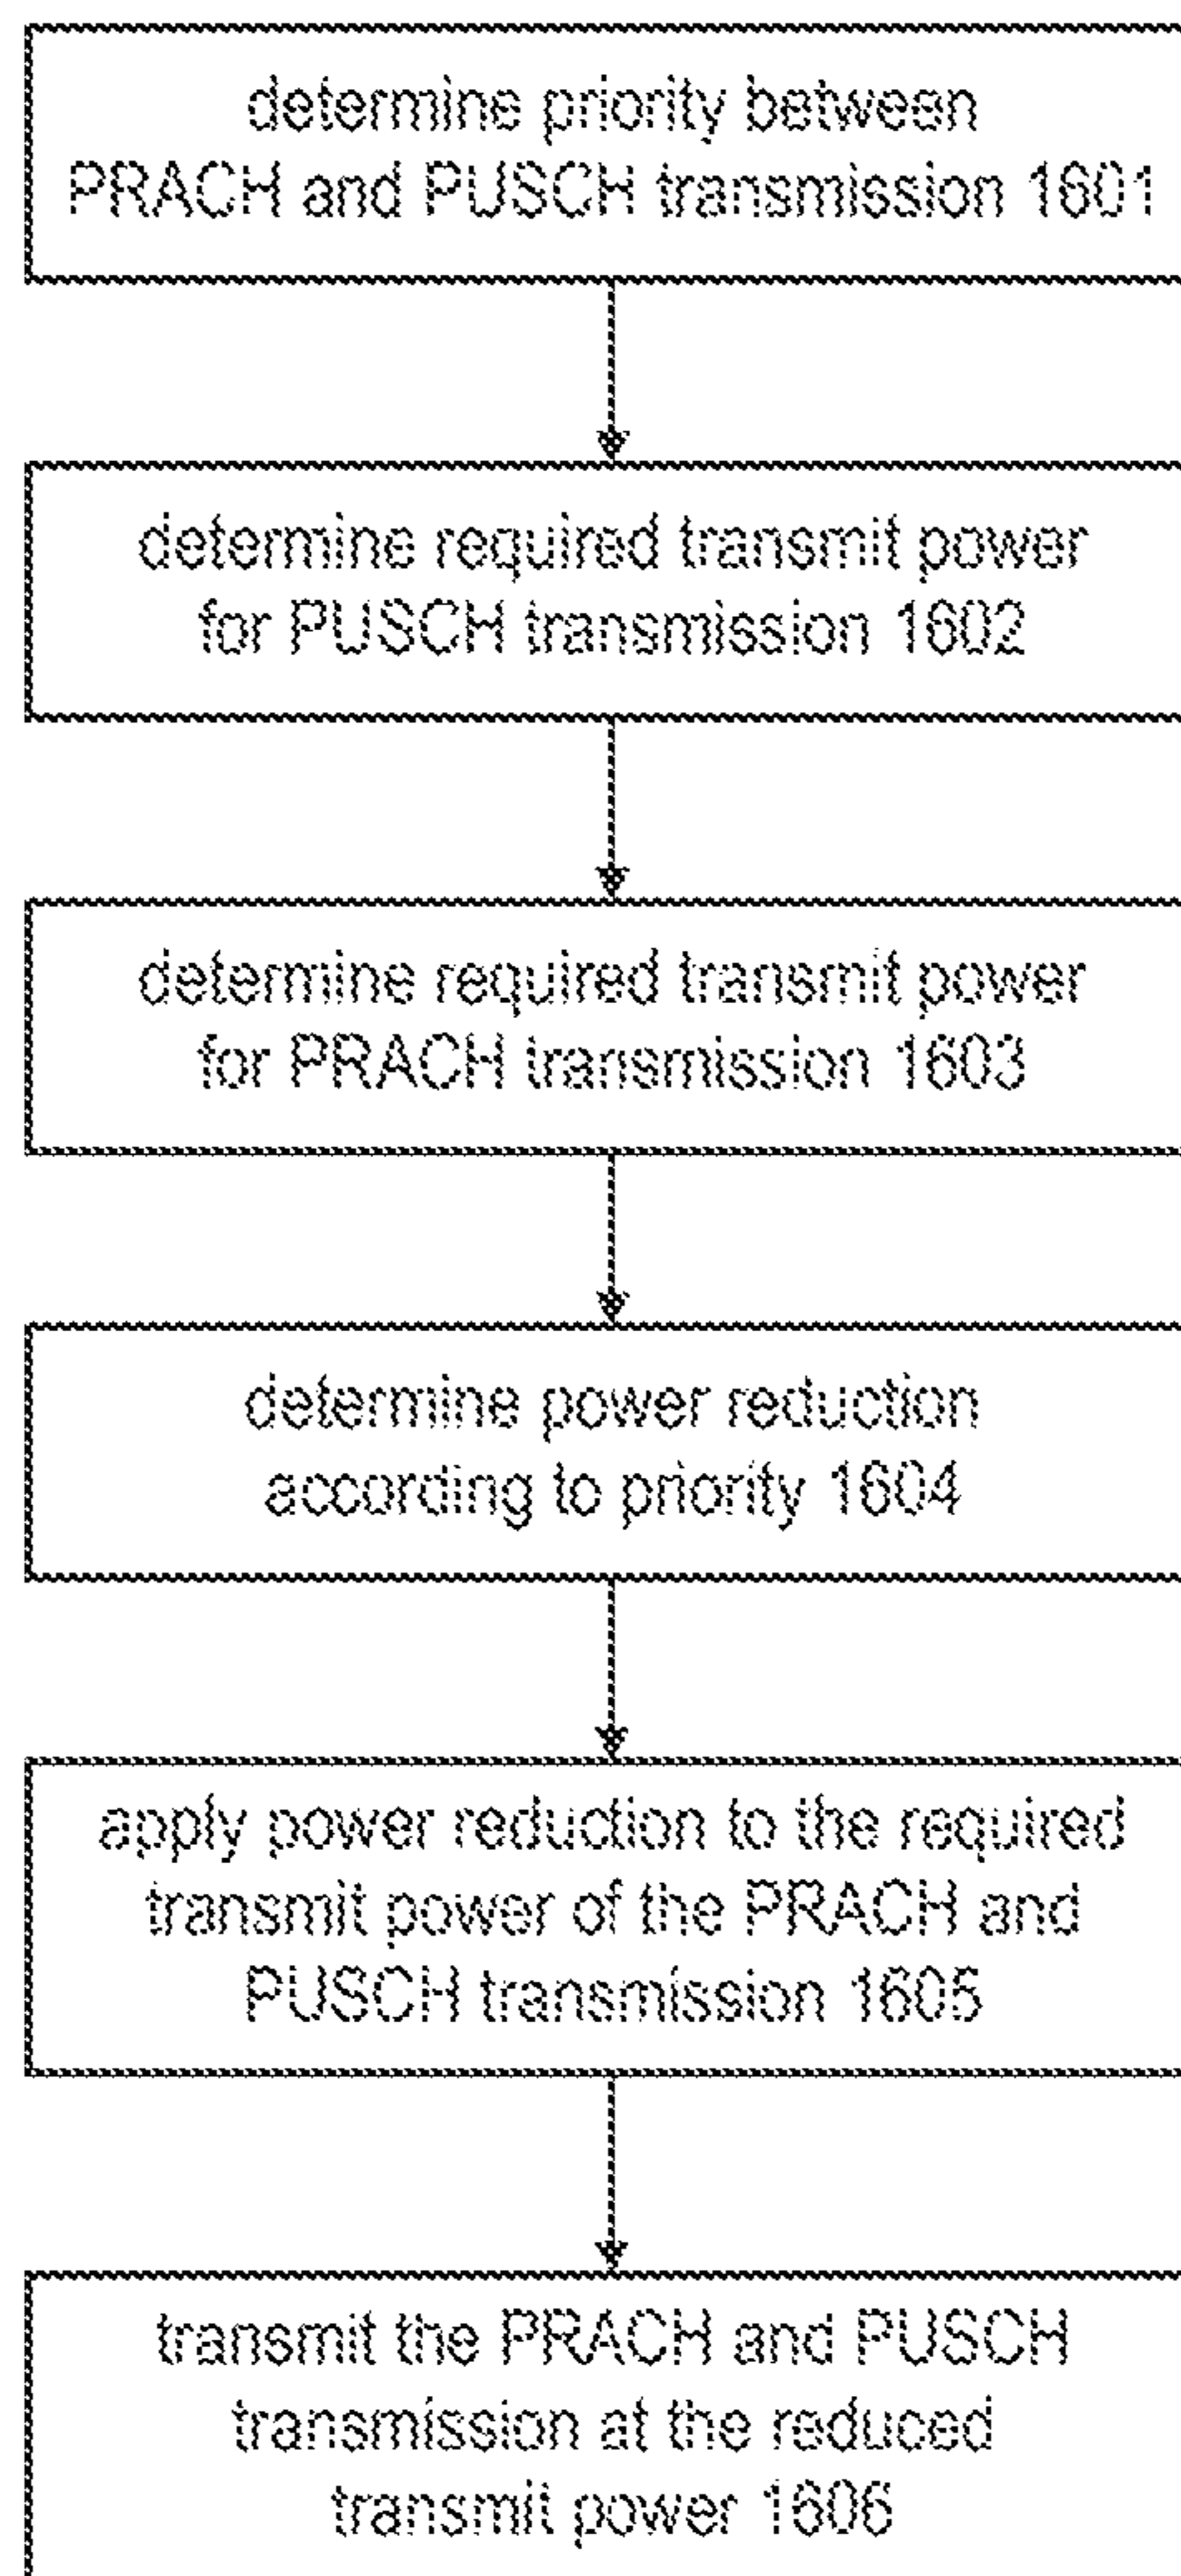 determine priority between
PRACH and PUSCH transmission 1601
determine required transmit power
for PUSCH transmission 1602
determine required transmit power
for PRACH transmission 1603
determine power reduction
according to priority 1604
apply power reduction to the required
transmit power of the PRACH and
PUSCH transmission 1605
transmit the PRACH and PUSCH
transmission at the reduced
transmit power 1606